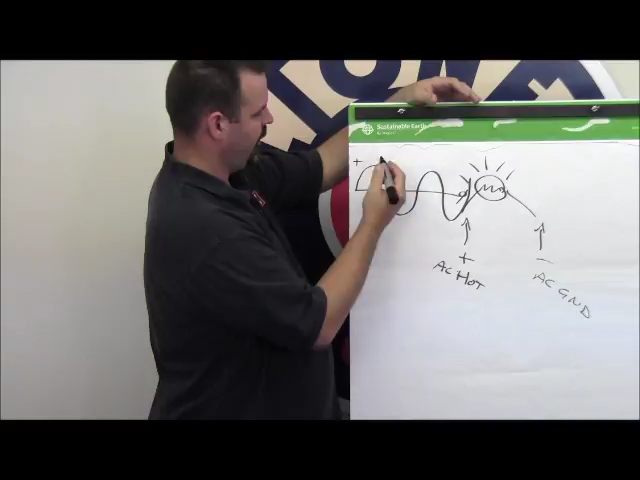 Sustainable Earth
+
+
AC HOT
-
AC GND